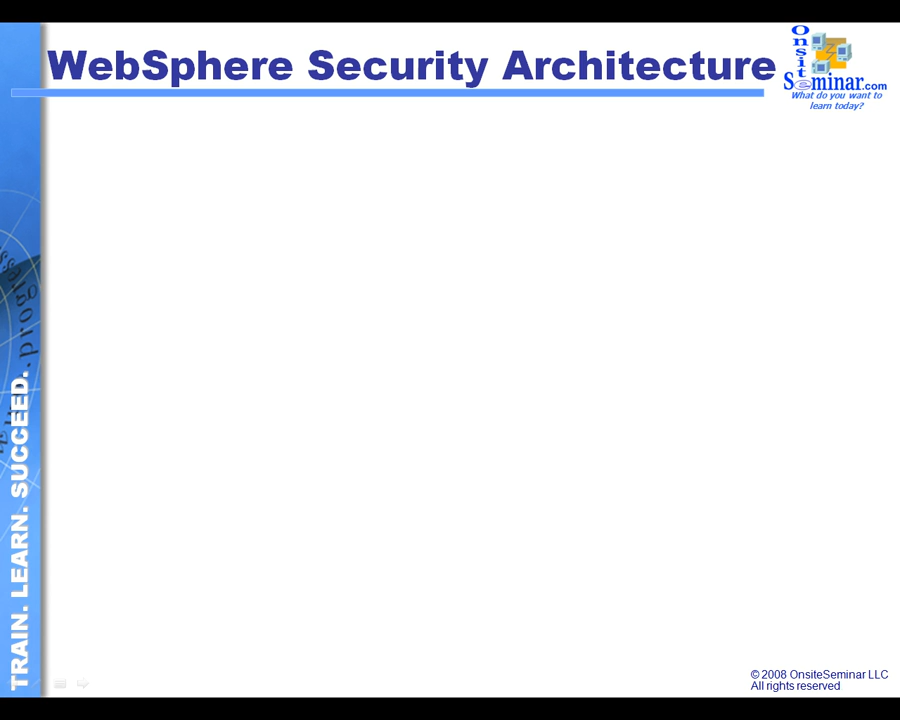 WebSphere Security Architecture
Onsite
Seminar.com
What do you want to
learn today?
TRAIN. LEARN. SUCCEED.
© 2008 OnsiteSeminar LLC
All rights reserved